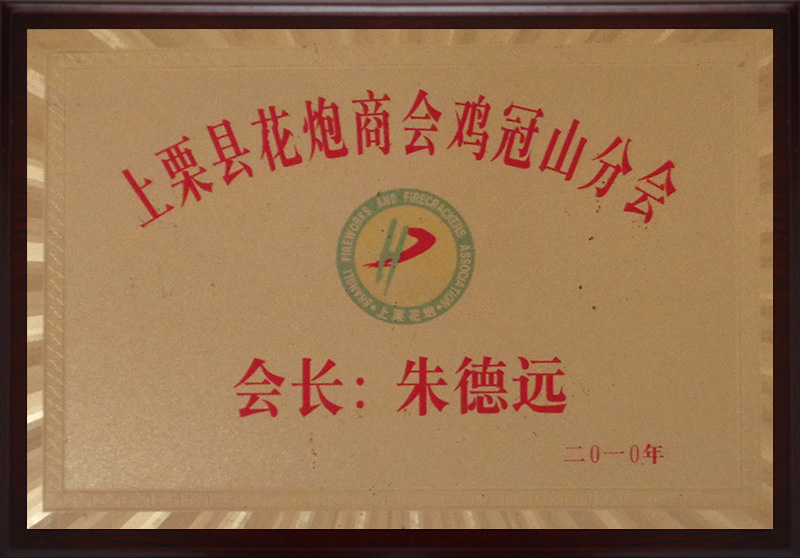 上栗县花炮商会鸡冠山分会
SHANGLI FIREWORKS AND FIRECRACKERS ASSOCIATION
上栗花炮
会长：朱德远
二0一0年